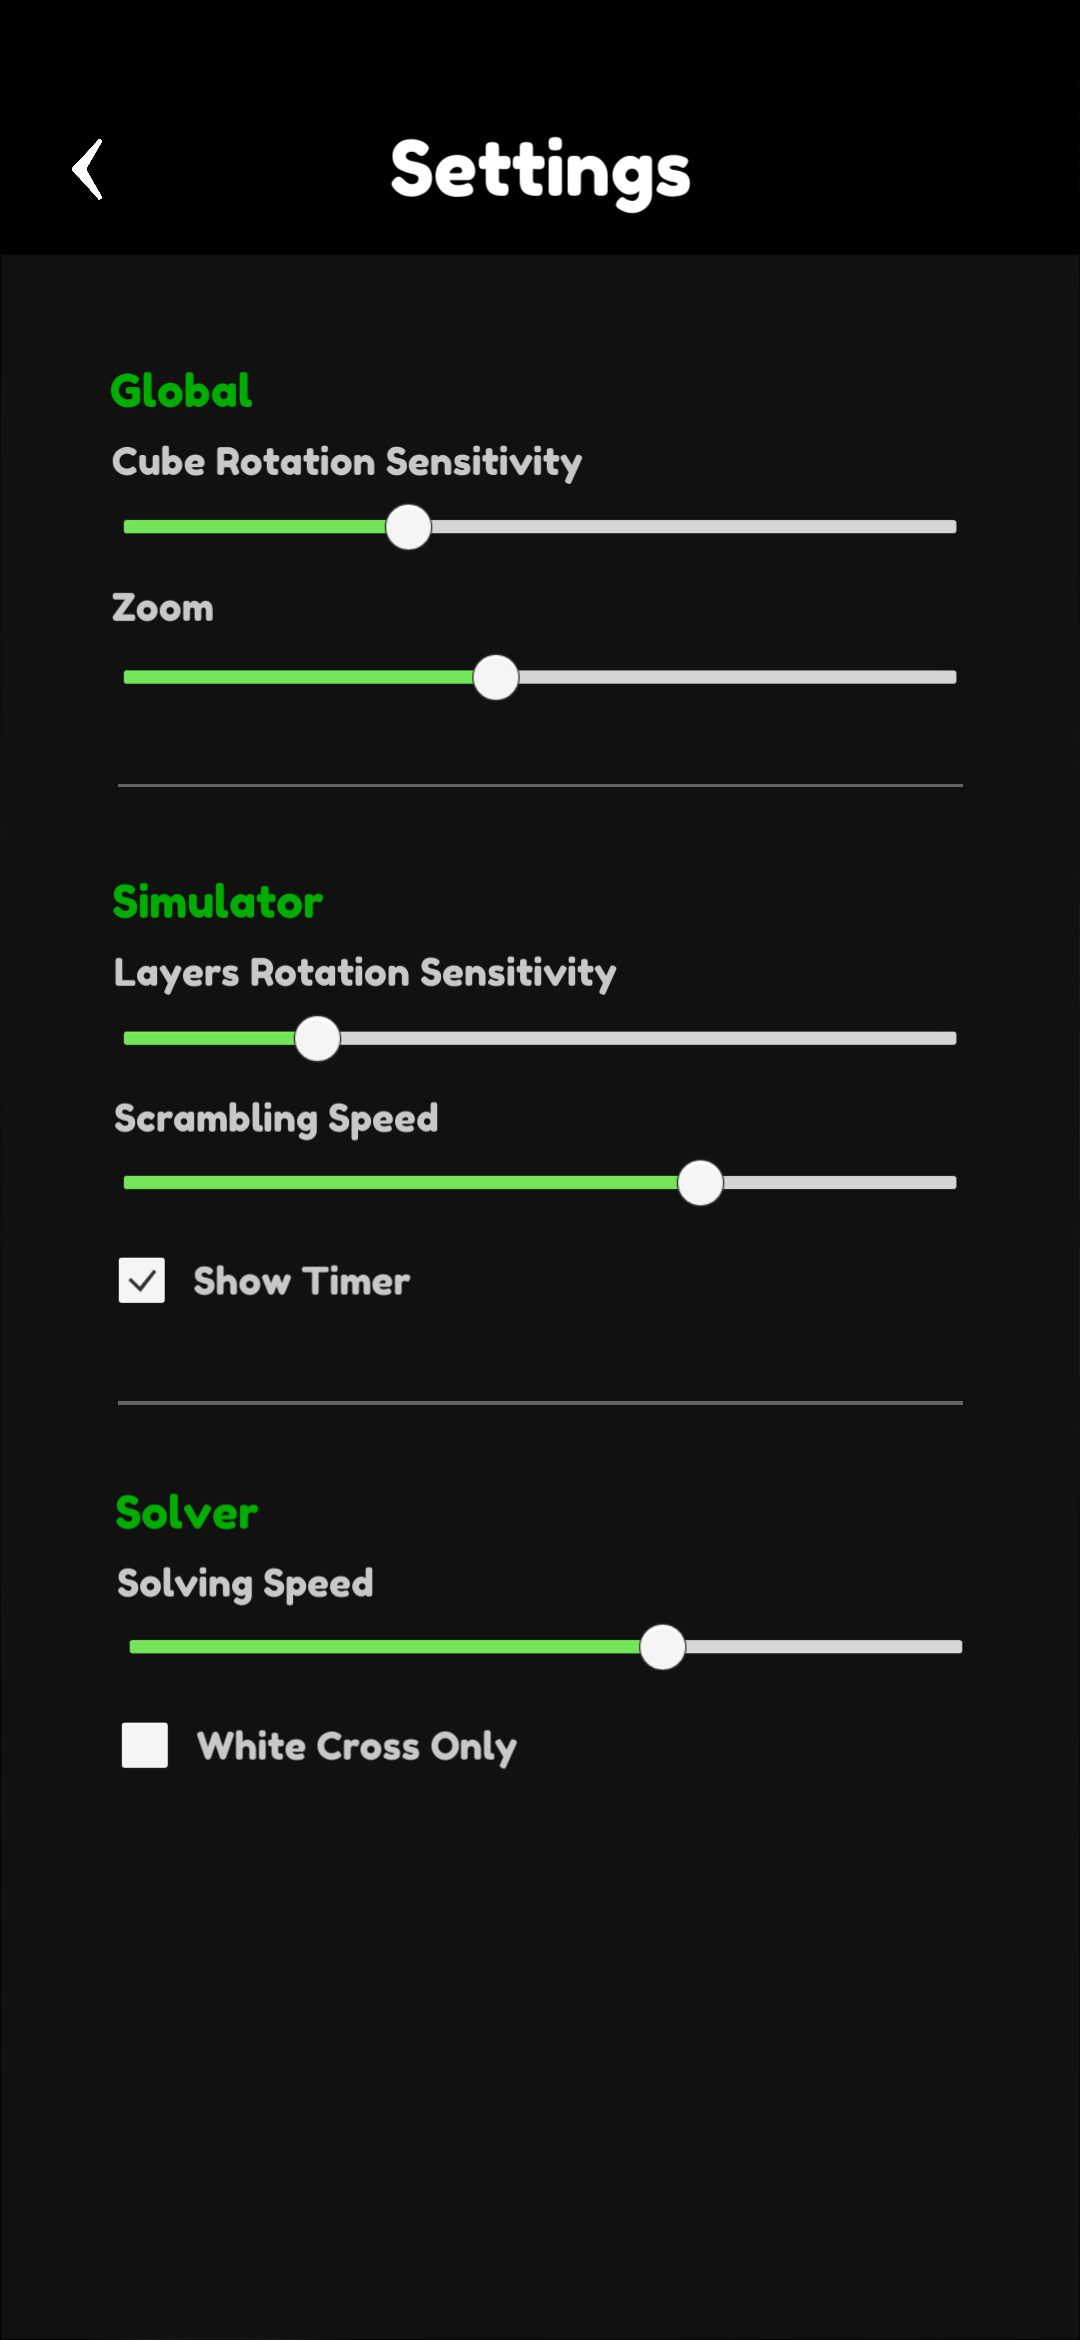 Settings
Global
Cube Rotation Sensitivity
Zoom
Simulator
Layers Rotation Sensitivity
Scrambling Speed
Show Timer
Solver
Solving Speed
White Cross Only